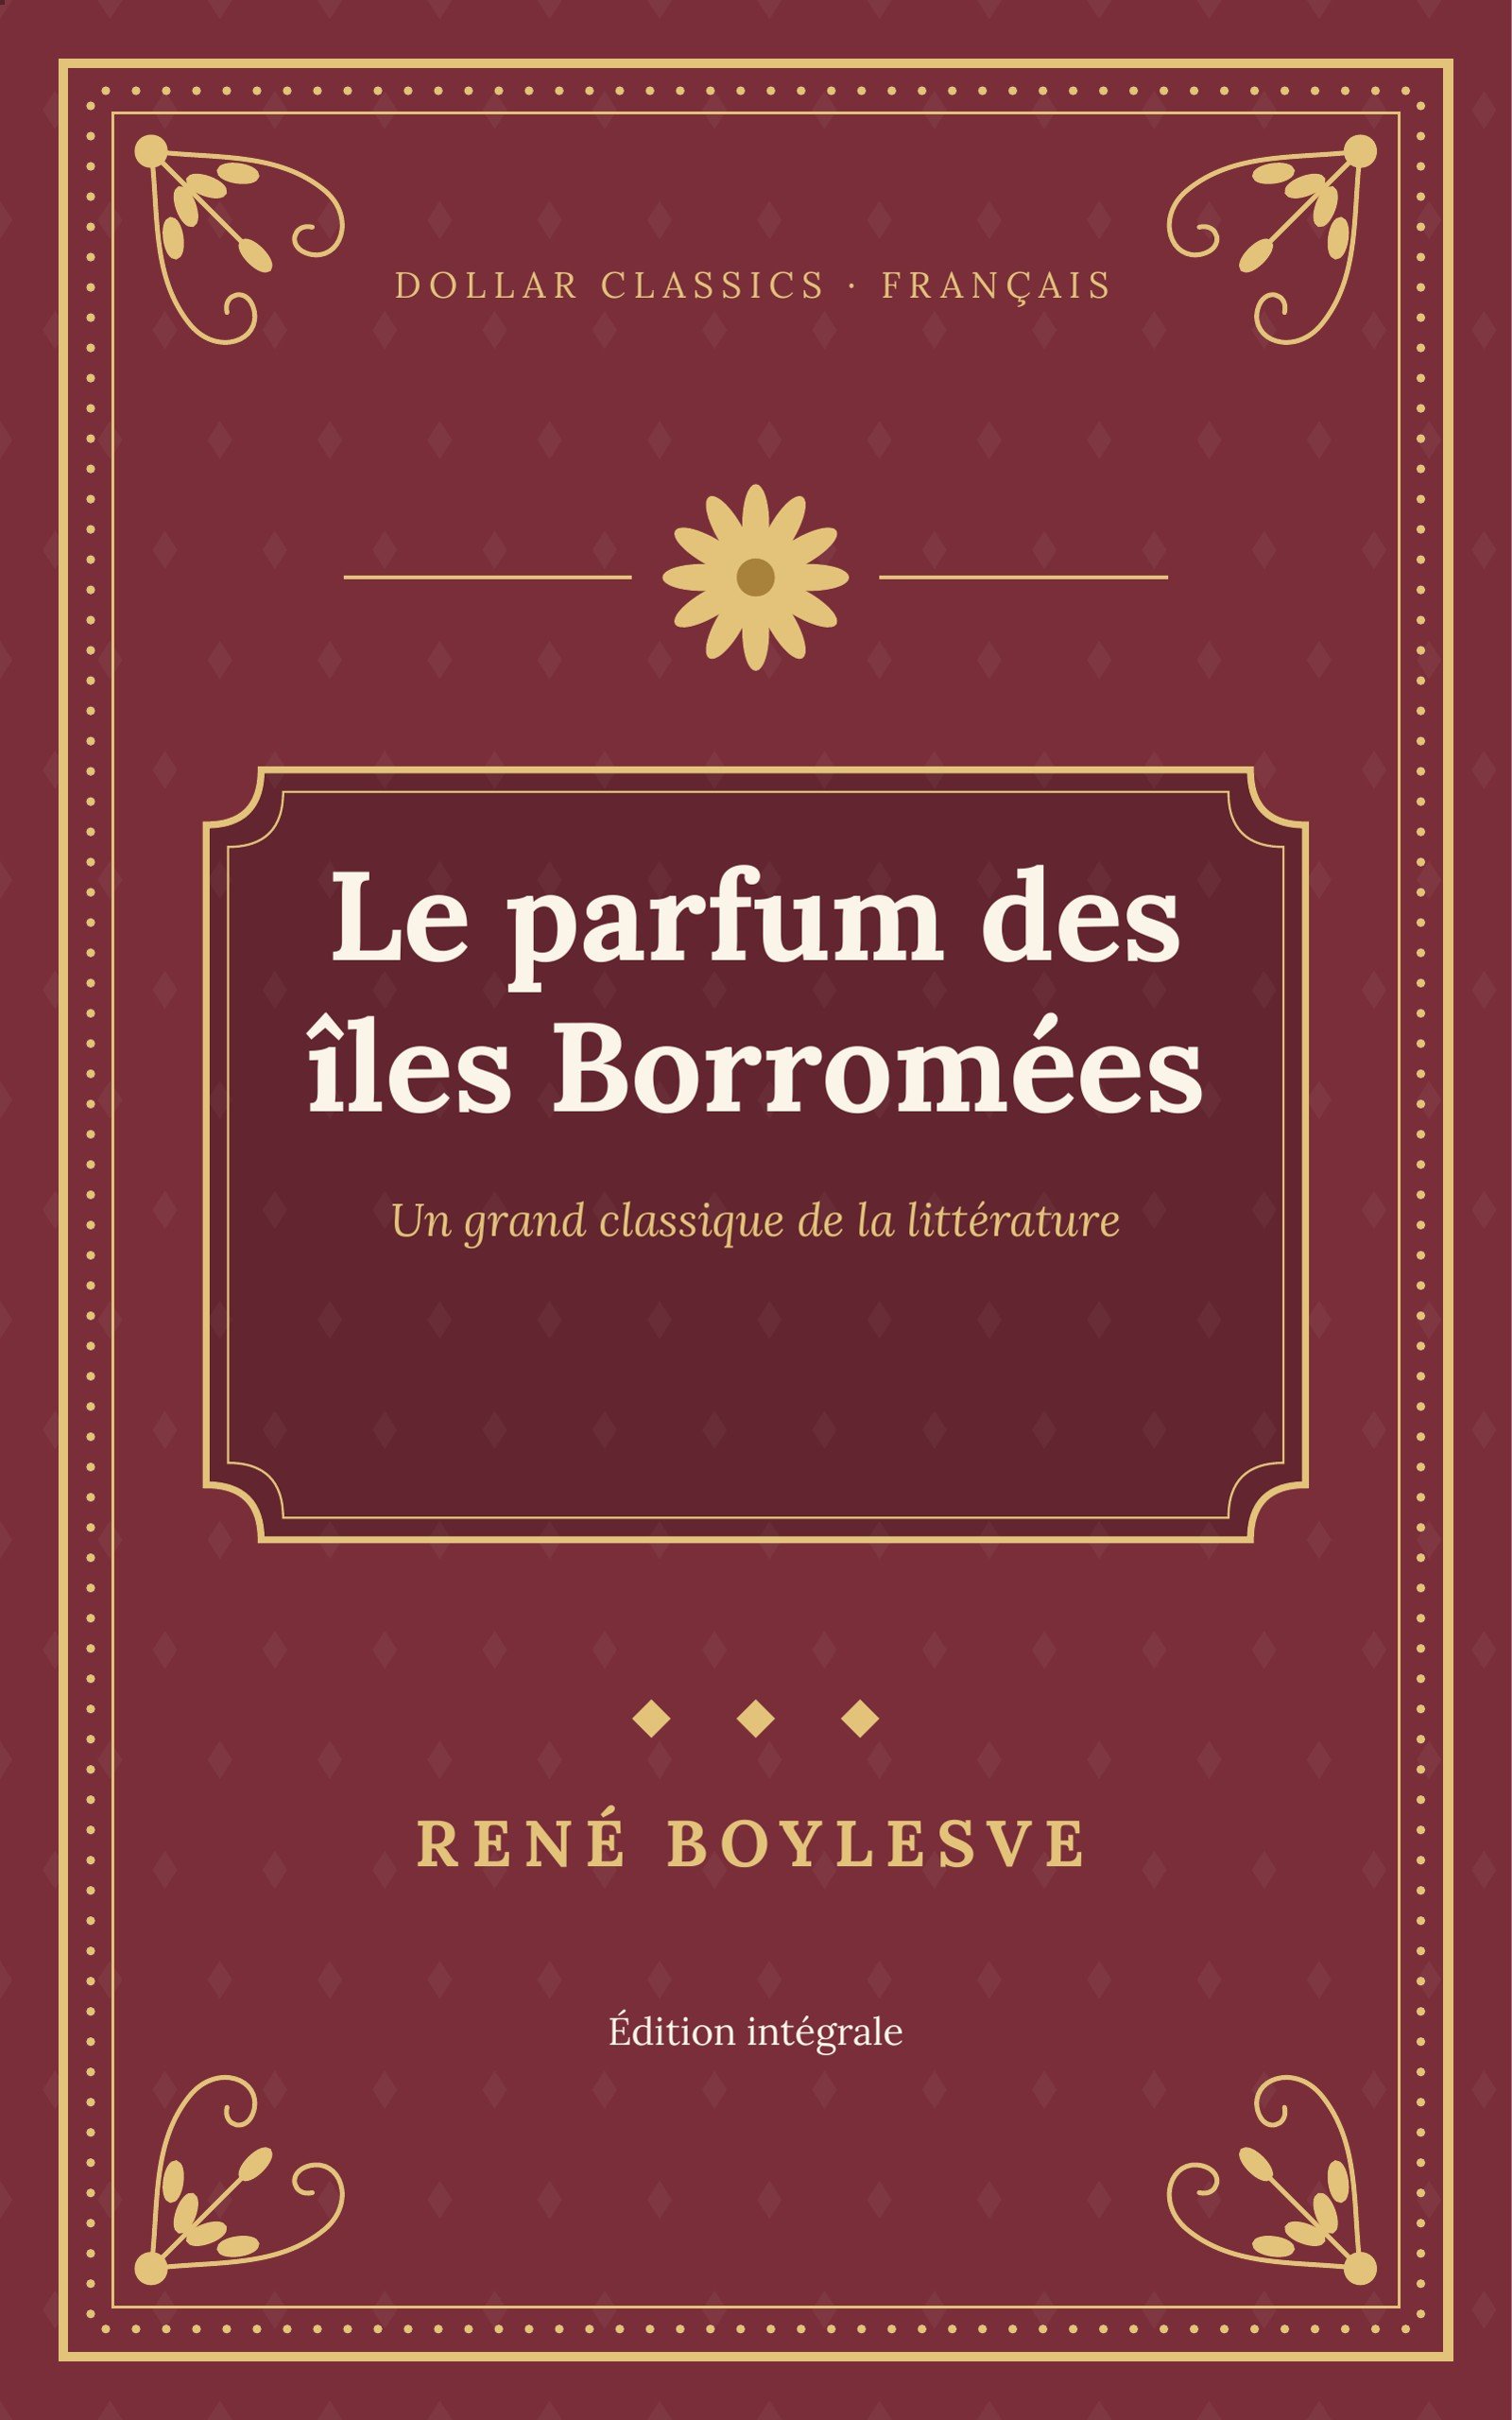 DOLLAR CLASSICS · FRANÇAIS
Le parfum des
îles Borromées
Un grand classique de la littérature
RENÉ BOYLESVE
Édition intégrale